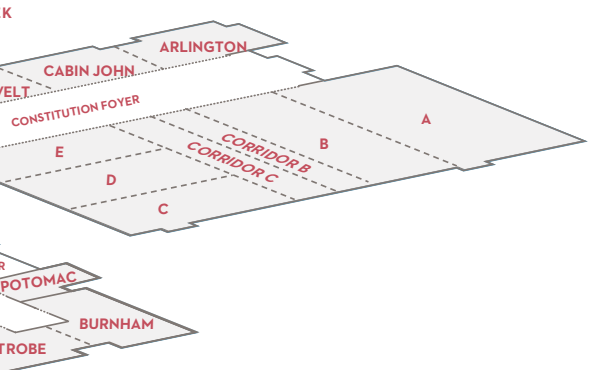 K
ARLINGTON
CABIN JOHN
VELT
CONSTITUTION FOYER
A
B
CORRIDOR B
CORRIDOR C
E
D
C
R
POTOMAC
BURNHAM
TROBE